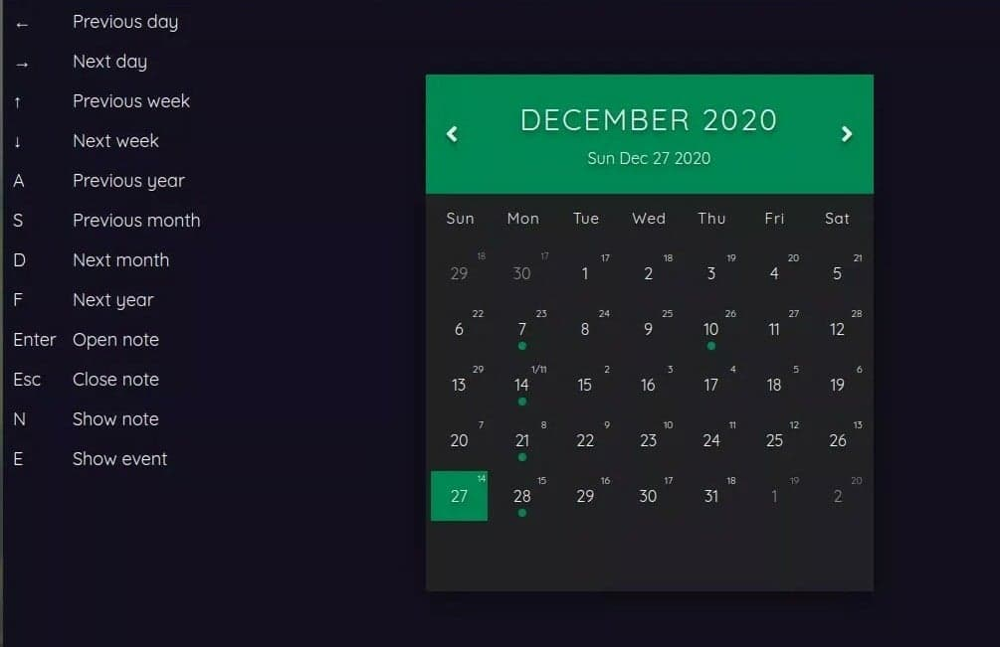 ← Previous day
→ Next day
↑ Previous week
↓ Next week
A Previous year
S Previous month
D Next month
F Next year
Enter Open note
Esc Close note
N Show note
E Show event
DECEMBER 2020
Sun Dec 27 2020
Sun Mon Tue Wed Thu Fri Sat
18 17 17 18 19 20 21
29 30 1 2 3 4 5
22 23 24 25 26 27 28
6 7 8 9 10 11 12
29 1/11 2 3 4 5 6
13 14 15 16 17 18 19
7 8 9 10 11 12 13
20 21 22 23 24 25 26
14 15 16 17 18 19 20
27 28 29 30 31 1 2